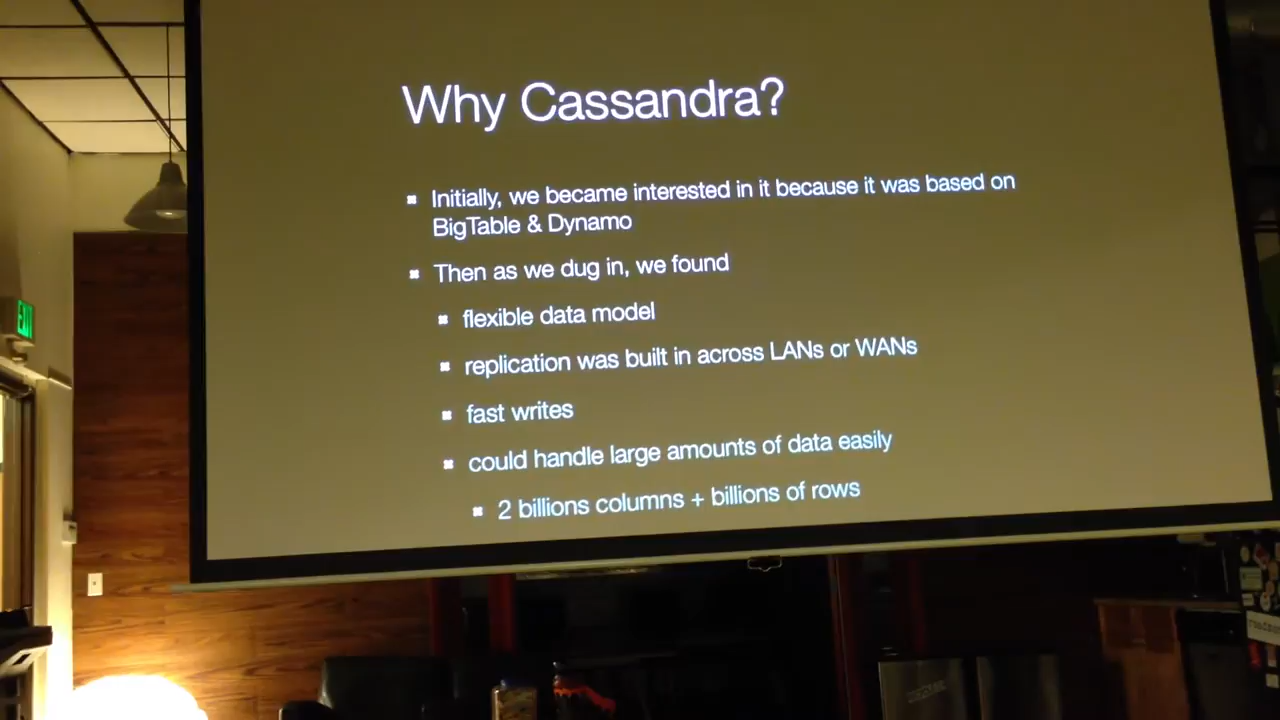 Why Cassandra?
Initially, we became interested in it because it was based on
BigTable & Dynamo
Then as we dug in, we found
flexible data model
replication was built in across LANs or WANs
fast writes
could handle large amounts of data easily
2 billions columns + billions of rows
EXIT